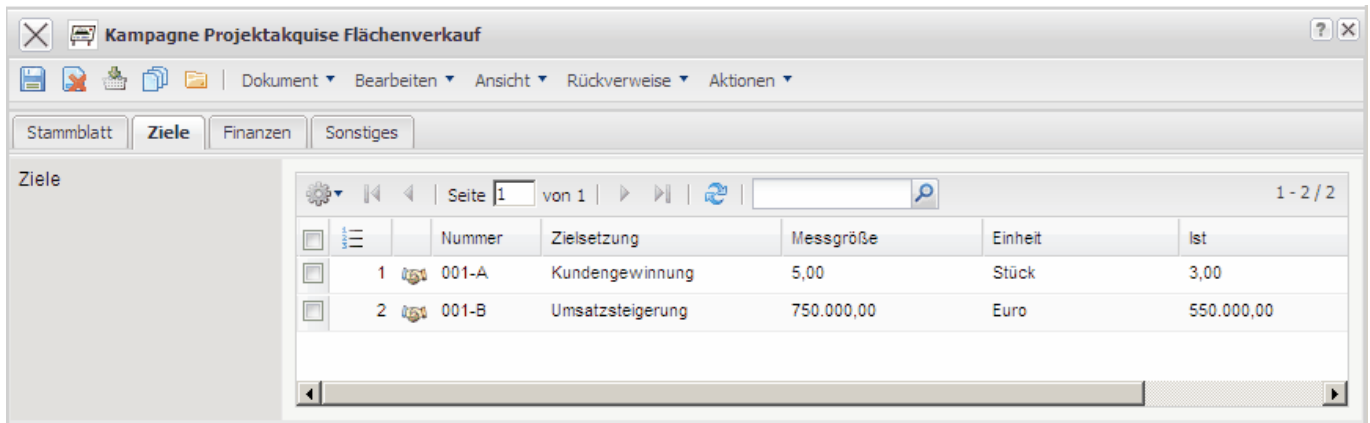 Kampagne Projektakquise Flächenverkauf
Dokument Bearbeiten Ansicht Rückverweise Aktionen
Stammblatt Ziele Finanzen Sonstiges
Ziele
Seite 1 von 1 1 - 2 / 2
Nummer Zielsetzung Messgröße Einheit Ist
1 001-A Kundengewinnung 5,00 Stück 3,00
2 001-B Umsatzsteigerung 750.000,00 Euro 550.000,00